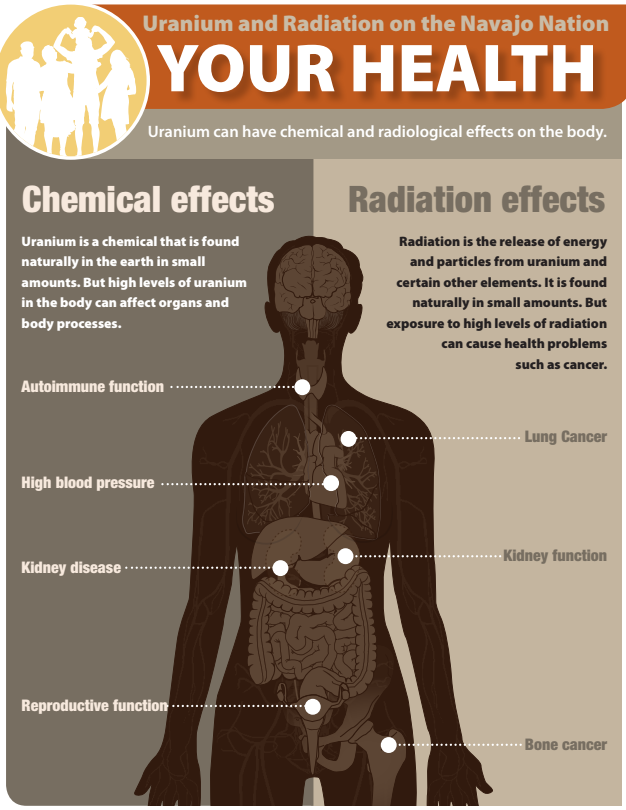 Uranium and Radiation on the Navajo Nation
YOUR HEALTH
Uranium can have chemical and radiological effects on the body.
Chemical effects
Uranium is a chemical that is found
naturally in the earth in small
amounts. But high levels of uranium
in the body can affect organs and
body processes.
Autoimmune function
High blood pressure
Kidney disease
Reproductive function
Radiation effects
Radiation is the release of energy
and particles from uranium and
certain other elements. It is found
naturally in small amounts. But
exposure to high levels of radiation
can cause health problems
such as cancer.
Lung Cancer
Kidney function
Bone cancer